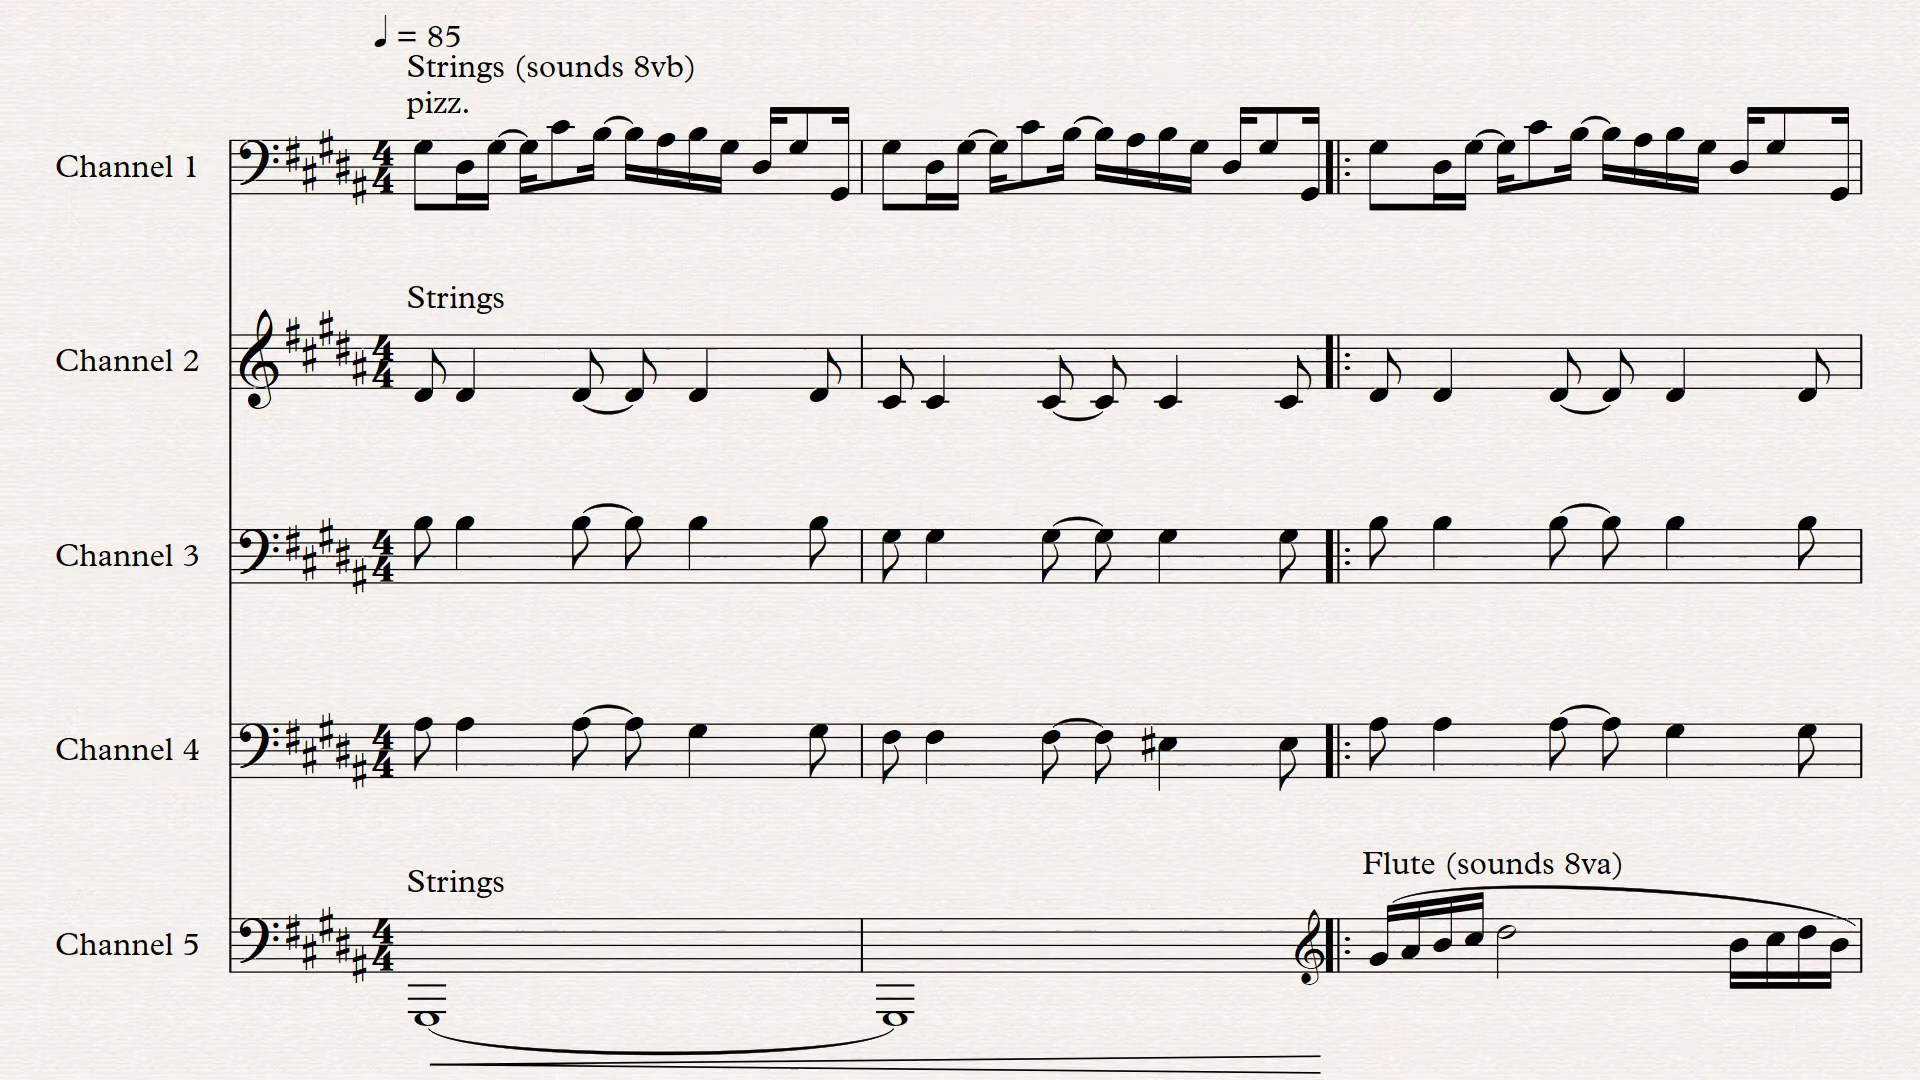 ♩ = 85
Strings (sounds 8vb)
pizz.
Channel 1
Strings
Channel 2
Channel 3
Channel 4
Strings
Flute (sounds 8va)
Channel 5